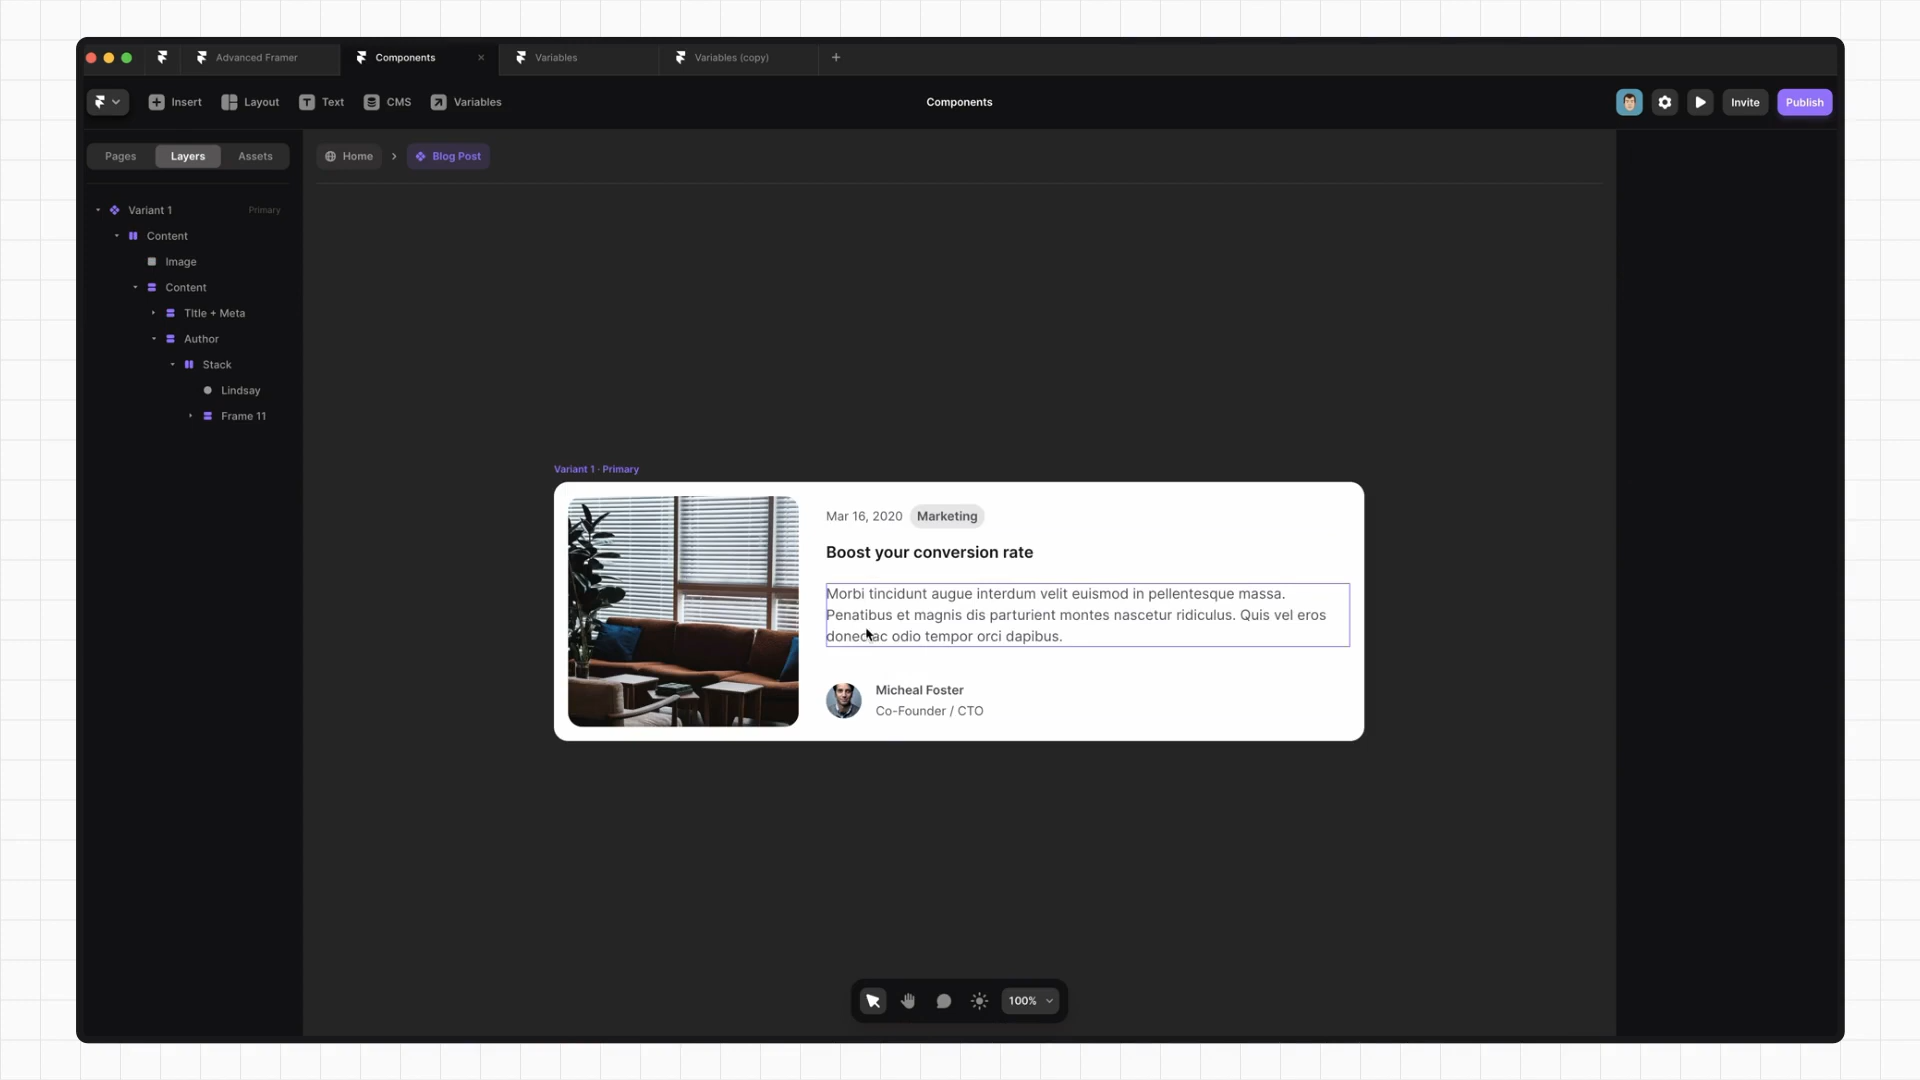 Advanced Framer
Components
Variables
Variables (copy)
Insert
Layout
Text
CMS
Variables
Components
Invite
Publish
Pages
Layers
Assets
Home
Blog Post
Variant 1
Primary
Content
Image
Content
TItle + Meta
Author
Stack
Lindsay
Frame 11
Variant 1 · Primary
Mar 16, 2020
Marketing
Boost your conversion rate
Morbi tincidunt augue interdum velit euismod in pellentesque massa.
Penatibus et magnis dis parturient montes nascetur ridiculus. Quis vel eros
donec ac odio tempor orci dapibus.
Micheal Foster
Co-Founder / CTO
100%